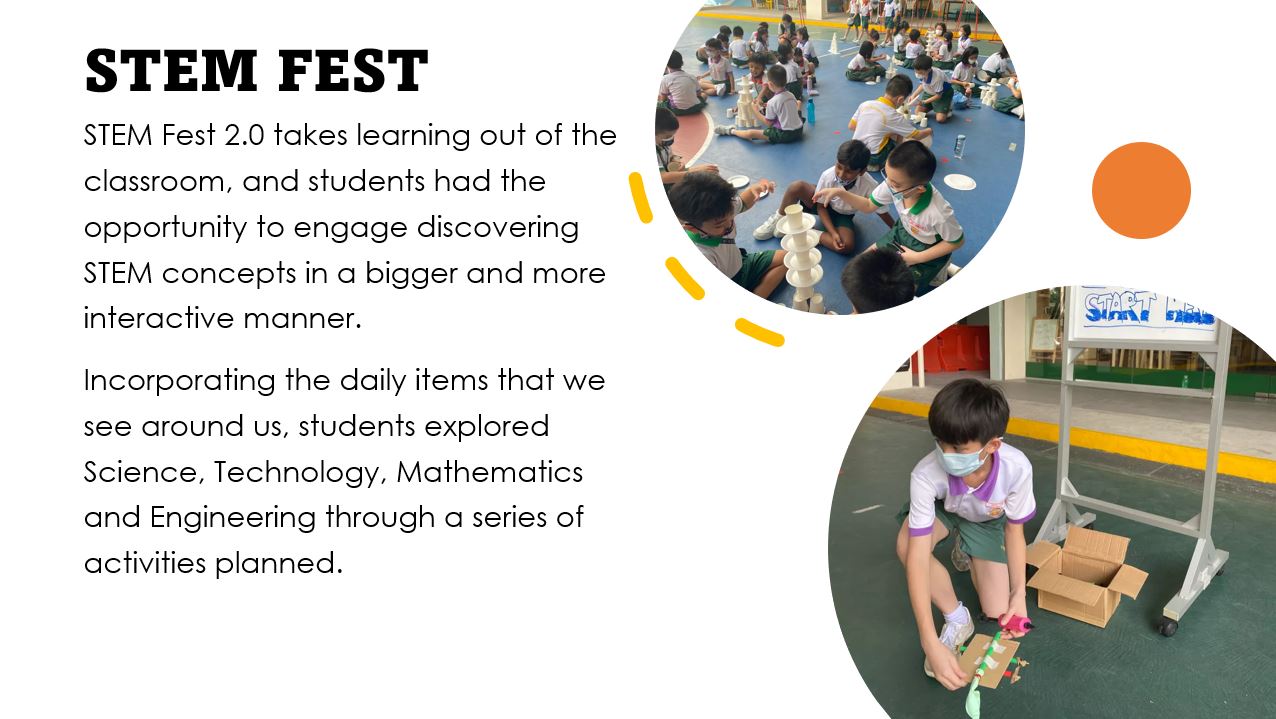 STEM FEST
STEM Fest 2.0 takes learning out of the
classroom, and students had the
opportunity to engage discovering
STEM concepts in a bigger and more
interactive manner.
Incorporating the daily items that we
see around us, students explored
Science, Technology, Mathematics
and Engineering through a series of
activities planned.
START